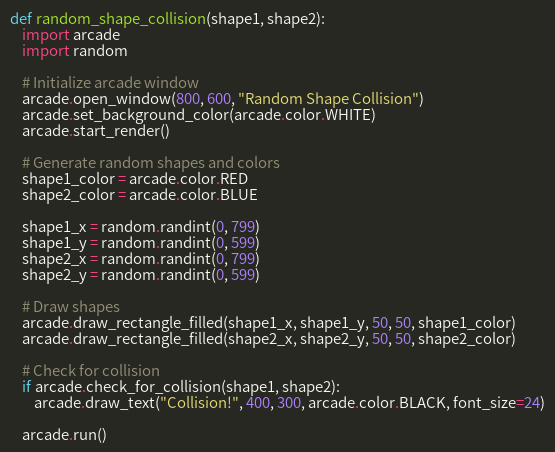 def random_shape_collision(shape1, shape2):
    import arcade
    import random

    # Initialize arcade window
    arcade.open_window(800, 600, "Random Shape Collision")
    arcade.set_background_color(arcade.color.WHITE)
    arcade.start_render()

    # Generate random shapes and colors
    shape1_color = arcade.color.RED
    shape2_color = arcade.color.BLUE

    shape1_x = random.randint(0, 799)
    shape1_y = random.randint(0, 599)
    shape2_x = random.randint(0, 799)
    shape2_y = random.randint(0, 599)

    # Draw shapes
    arcade.draw_rectangle_filled(shape1_x, shape1_y, 50, 50, shape1_color)
    arcade.draw_rectangle_filled(shape2_x, shape2_y, 50, 50, shape2_color)

    # Check for collision
    if arcade.check_for_collision(shape1, shape2):
        arcade.draw_text("Collision!", 400, 300, arcade.color.BLACK, font_size=24)

    arcade.run()